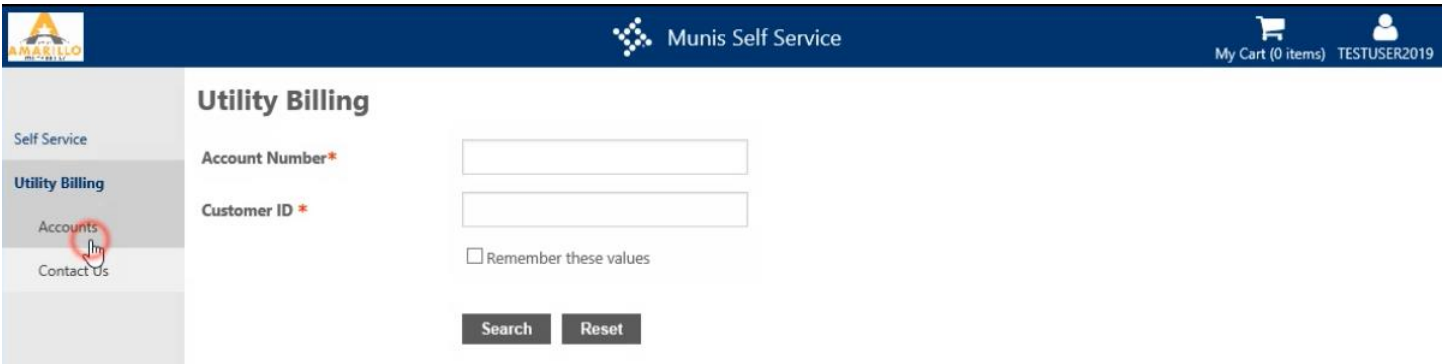 AMARILLO
Munis Self Service
My Cart (0 items) TESTUSER2019
Utility Billing
Self Service
Account Number*
Utility Billing
Customer ID *
Accounts
Remember these values
Contact Us
Search Reset